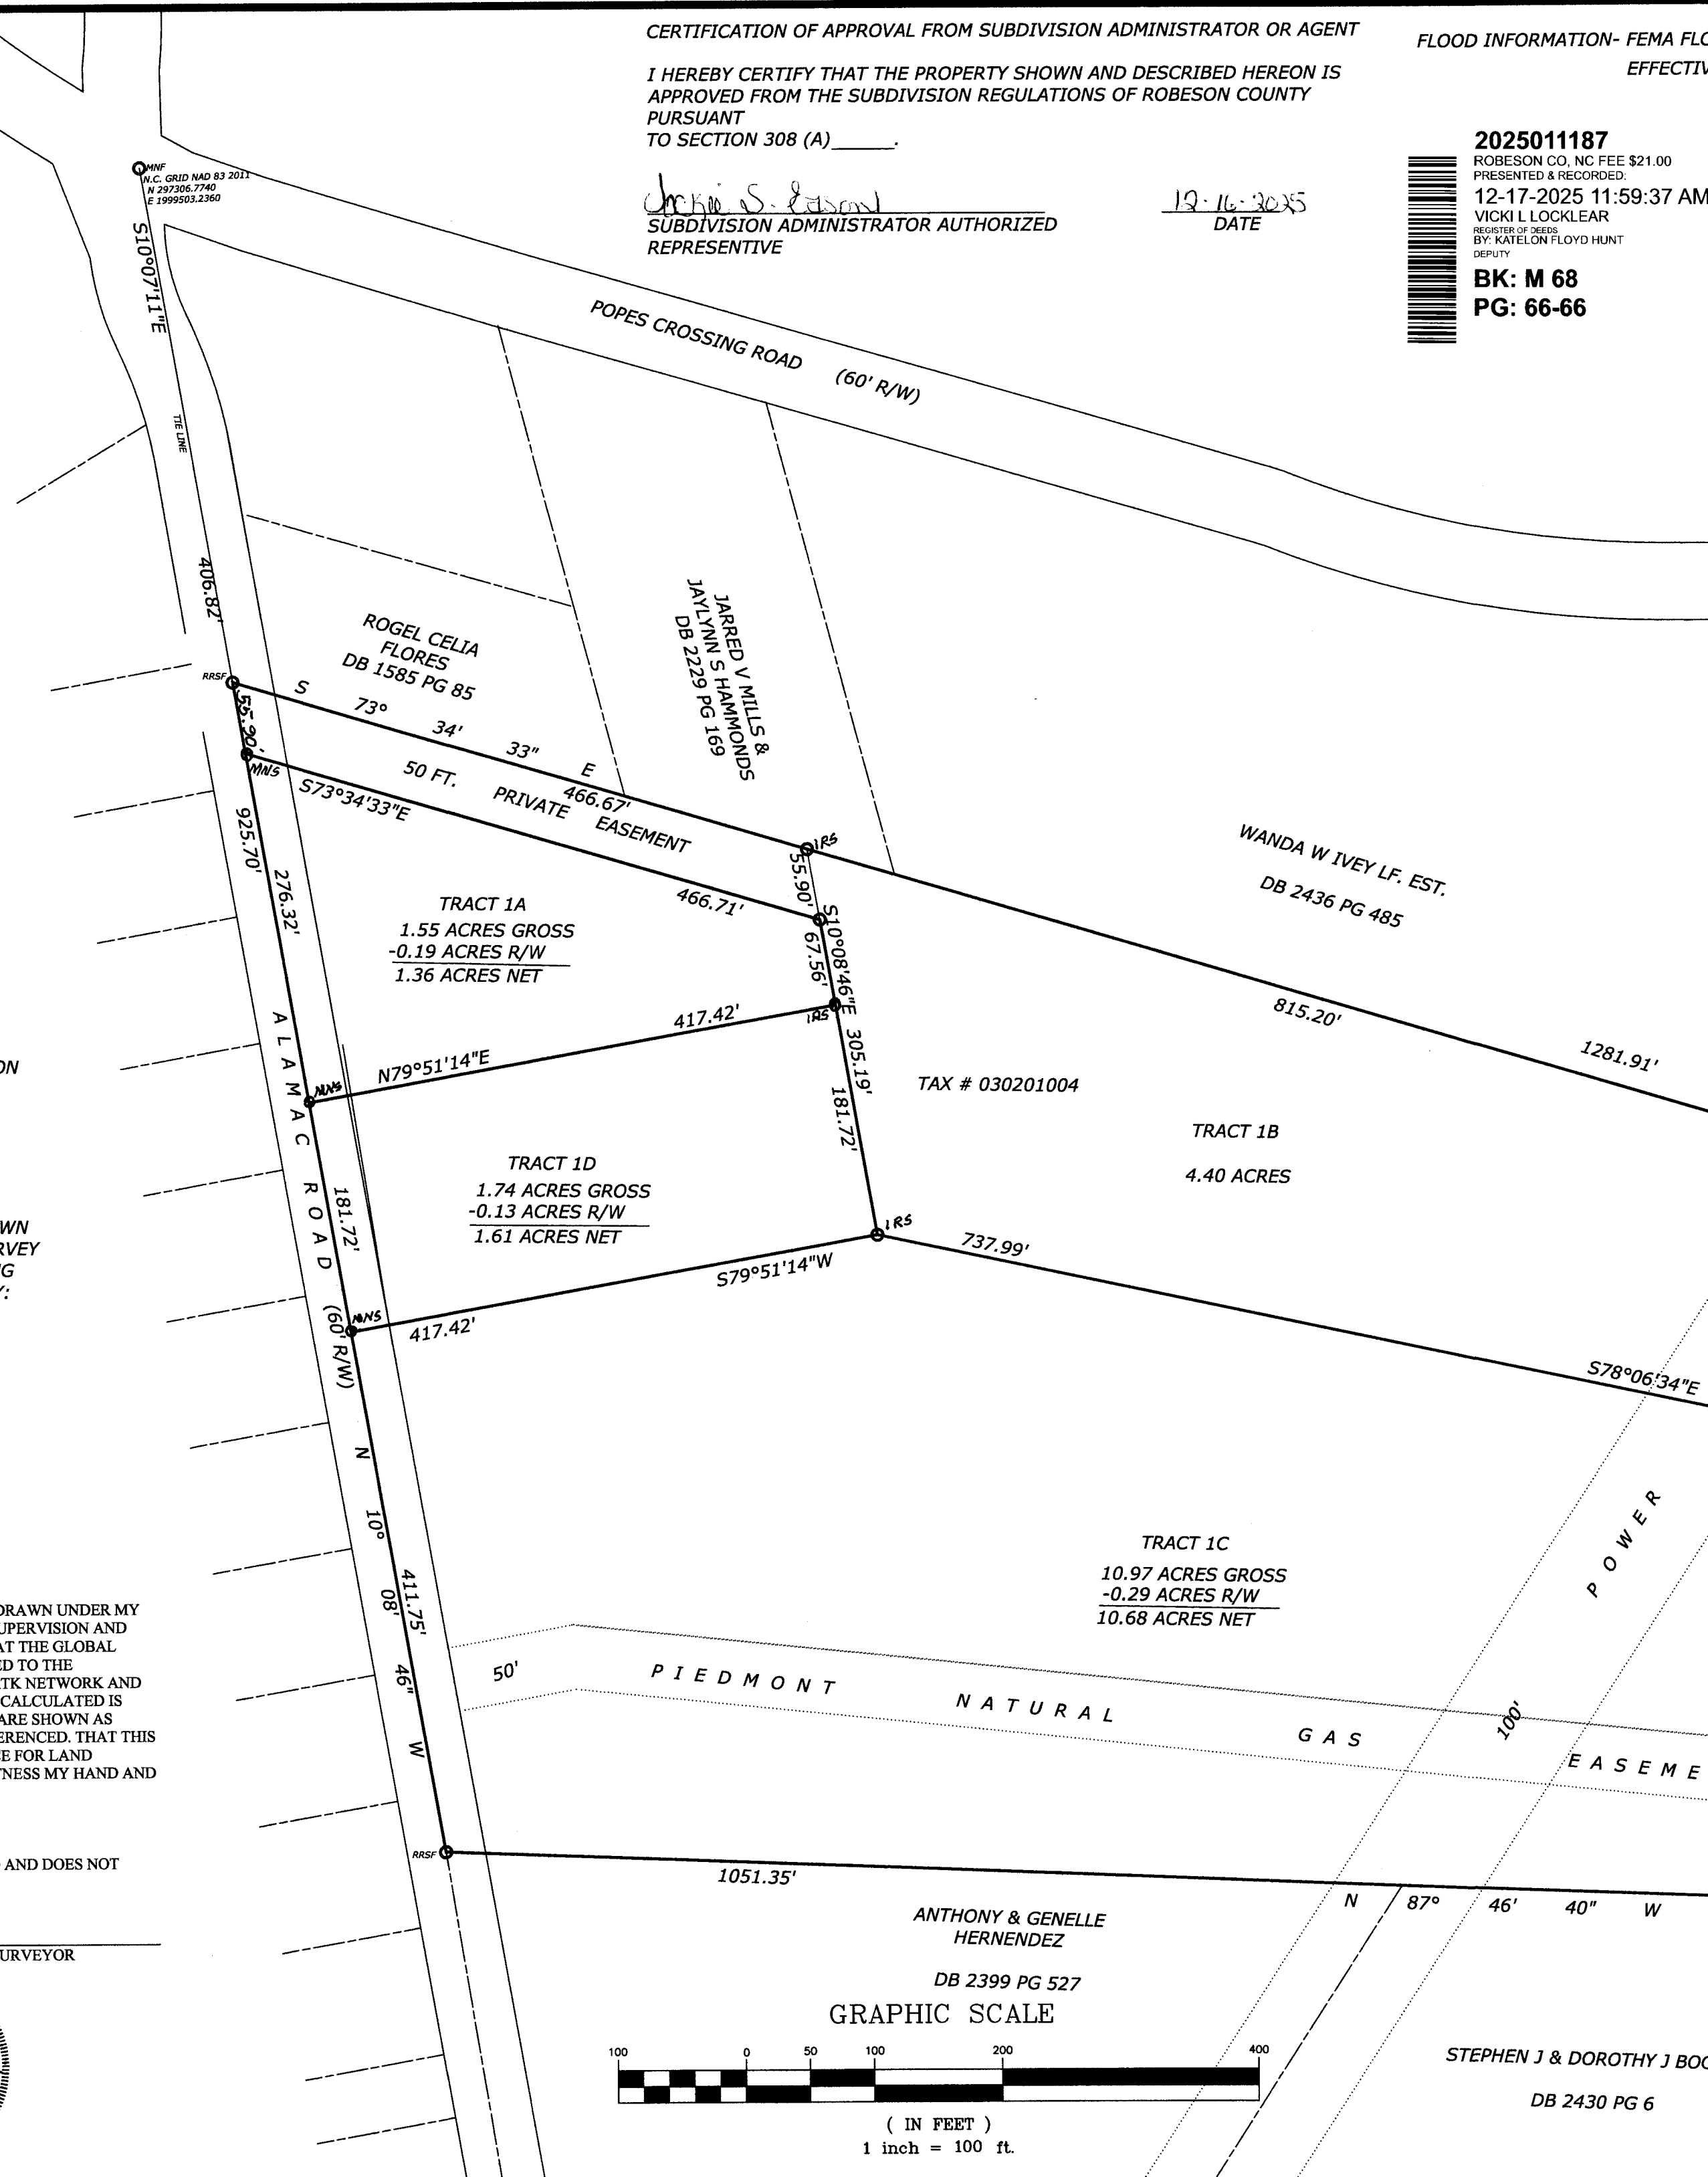 CERTIFICATION OF APPROVAL FROM SUBDIVISION ADMINISTRATOR OR AGENT
I HEREBY CERTIFY THAT THE PROPERTY SHOWN AND DESCRIBED HEREON IS
APPROVED FROM THE SUBDIVISION REGULATIONS OF ROBESON COUNTY
PURSUANT
TO SECTION 308 (A)______.
12-16-2025
SUBDIVISION ADMINISTRATOR AUTHORIZED
REPRESENTIVE
DATE
FLOOD INFORMATION- FEMA FLO
EFFECTIV
2025011187
ROBESON CO, NC FEE $21.00
PRESENTED & RECORDED:
12-17-2025 11:59:37 AM
VICKI L LOCKLEAR
REGISTER OF DEEDS
BY: KATELON FLOYD HUNT
DEPUTY
BK: M 68
PG: 66-66
MNF
N.C. GRID NAD 83 2011
N 297306.7740
E 1999503.2360
S10°07'11"E
TIE LINE
406.82'
POPES CROSSING ROAD (60' R/W)
ROGEL CELIA
FLORES
DB 1585 PG 85
JARRED V MILLS &
JAYLYNN S HAMMONDS
DB 2229 PG 169
RRSF
55.90'
MNS
S 73° 34' 33" E
466.67'
50 FT. PRIVATE EASEMENT
S73°34'33"E
466.71'
IRS
55.90'
S10°08'46"E 305.19'
67.56'
IRS
181.72'
WANDA W IVEY LF. EST.
DB 2436 PG 485
815.20'
1281.91'
925.70'
276.32'
TRACT 1A
1.55 ACRES GROSS
-0.19 ACRES R/W
1.36 ACRES NET
417.42'
N79°51'14"E
MNS
TAX # 030201004
TRACT 1B
4.40 ACRES
ALAMAC ROAD (60' R/W)
181.72'
TRACT 1D
1.74 ACRES GROSS
-0.13 ACRES R/W
1.61 ACRES NET
IRS
737.99'
S79°51'14"W
417.42'
MNS
S78°06'34"E
N 10° 08' 46" W
411.75'
TRACT 1C
10.97 ACRES GROSS
-0.29 ACRES R/W
10.68 ACRES NET
POWER
100'
50'
PIEDMONT NATURAL GAS EASEME
RRSF
1051.35'
N 87° 46' 40" W
ANTHONY & GENELLE
HERNENDEZ
DB 2399 PG 527
STEPHEN J & DOROTHY J BOO
DB 2430 PG 6
GRAPHIC SCALE
100 0 50 100 200 400
( IN FEET )
1 inch = 100 ft.
ON
WN
RVEY
NG
Y:
DRAWN UNDER MY
UPERVISION AND
AT THE GLOBAL
ED TO THE
TK NETWORK AND
CALCULATED IS
ARE SHOWN AS
ERENCED. THAT THIS
E FOR LAND
TNESS MY HAND AND
AND DOES NOT
URVEYOR